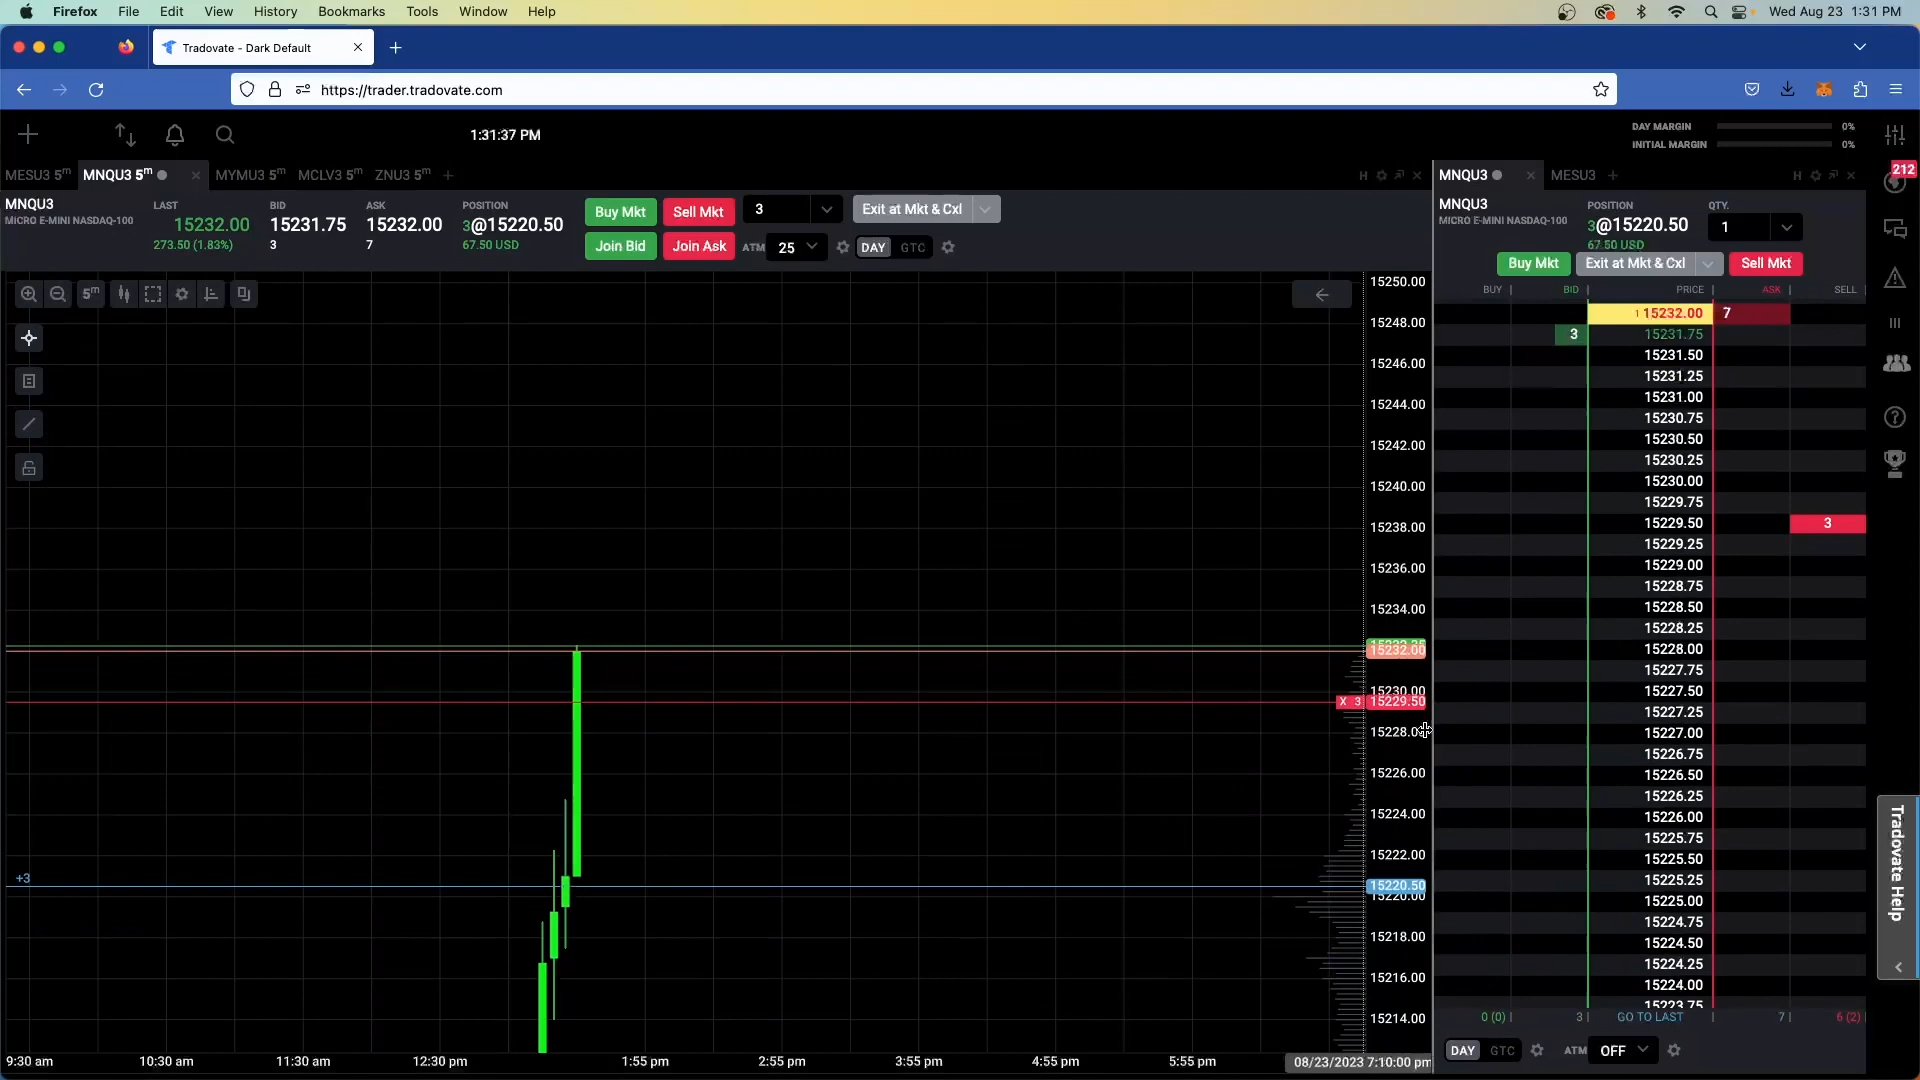 Firefox File Edit View History Bookmarks Tools Window Help Wed Aug 23 1:31 PM
Tradovate - Dark Default
https://trader.tradovate.com
1:31:37 PM
DAY MARGIN 0%
INITIAL MARGIN 0%
MESU3 5m MNQU3 5m MYMU3 5m MCLV3 5m ZNU3 5m H
MNQU3 MESU3 H
212
MNQU3
MICRO E-MINI NASDAQ-100
LAST
15232.00
273.50 (1.83%)
BID
15231.75
3
ASK
15232.00
7
POSITION
3@15220.50
67.50 USD
Buy Mkt Sell Mkt 3 Exit at Mkt & Cxl
Join Bid Join Ask ATM 25 DAY GTC
MNQU3
MICRO E-MINI NASDAQ-100
POSITION
3@15220.50
67.50 USD
QTY.
1
Buy Mkt Exit at Mkt & Cxl Sell Mkt
BUY BID PRICE ASK SELL
5m
15250.00
15248.00
15246.00
15244.00
15242.00
15240.00
15238.00
15236.00
15234.00
15232.00
15230.00
X 3 15229.50
15228.00
15226.00
15224.00
15222.00
+3
15220.50
15220.00
15218.00
15216.00
15214.00
9:30 am 10:30 am 11:30 am 12:30 pm 1:55 pm 2:55 pm 3:55 pm 4:55 pm 5:55 pm 08/23/2023 7:10:00 pm
1 15232.00 7
3 15231.75
15231.50
15231.25
15231.00
15230.75
15230.50
15230.25
15230.00
15229.75
15229.50 3
15229.25
15229.00
15228.75
15228.50
15228.25
15228.00
15227.75
15227.50
15227.25
15227.00
15226.75
15226.50
15226.25
15226.00
15225.75
15225.50
15225.25
15225.00
15224.75
15224.50
15224.25
15224.00
15223.75
0 (0) 3 GO TO LAST 7 6 (2)
DAY GTC ATM OFF
Tradovate Help